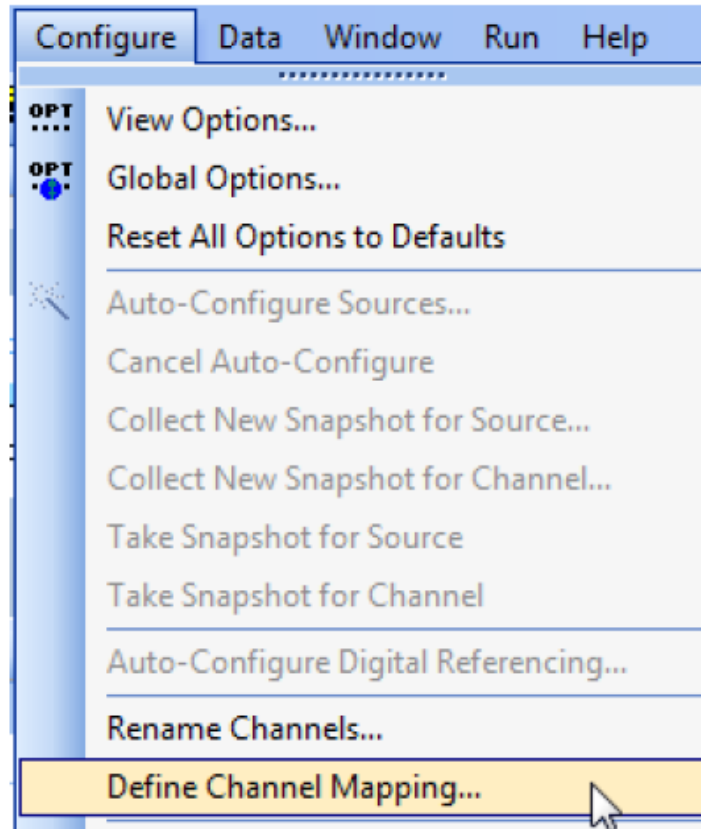 Configure Data Window Run Help
OPT View Options...
OPT Global Options...
Reset All Options to Defaults
Auto-Configure Sources...
Cancel Auto-Configure
Collect New Snapshot for Source...
Collect New Snapshot for Channel...
Take Snapshot for Source
Take Snapshot for Channel
Auto-Configure Digital Referencing...
Rename Channels...
Define Channel Mapping...